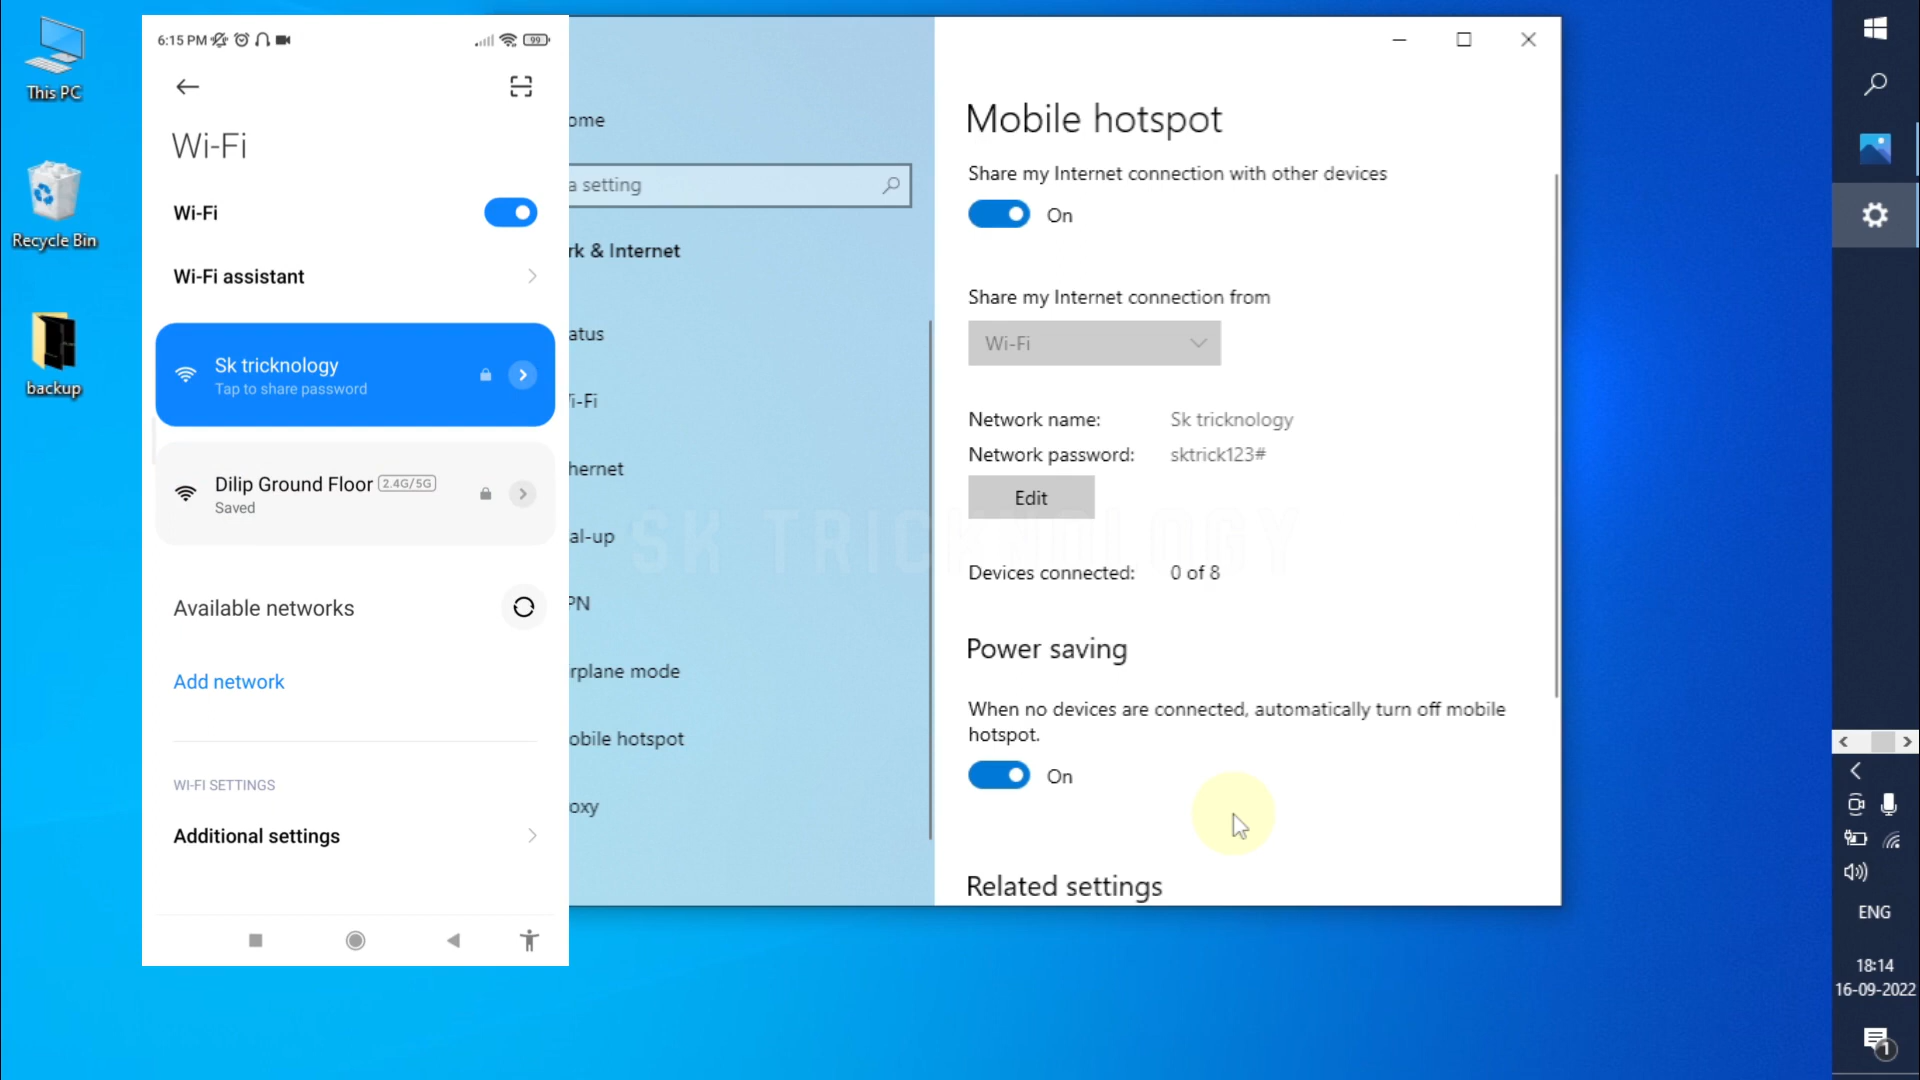 This PC
Recycle Bin
backup
6:15 PM
99
Wi-Fi
Wi-Fi
Wi-Fi assistant
Sk tricknology
Tap to share password
Dilip Ground Floor 2.4G/5G
Saved
Available networks
Add network
WI-FI SETTINGS
Additional settings
ome
a setting
rk & Internet
atus
i-Fi
hernet
al-up
PN
rplane mode
obile hotspot
oxy
Mobile hotspot
Share my Internet connection with other devices
On
Share my Internet connection from
Wi-Fi
Network name: Sk tricknology
Network password: sktrick123#
Edit
SK TRICKNOLOGY
Devices connected: 0 of 8
Power saving
When no devices are connected, automatically turn off mobile
hotspot.
On
Related settings
ENG
18:14
16-09-2022
1